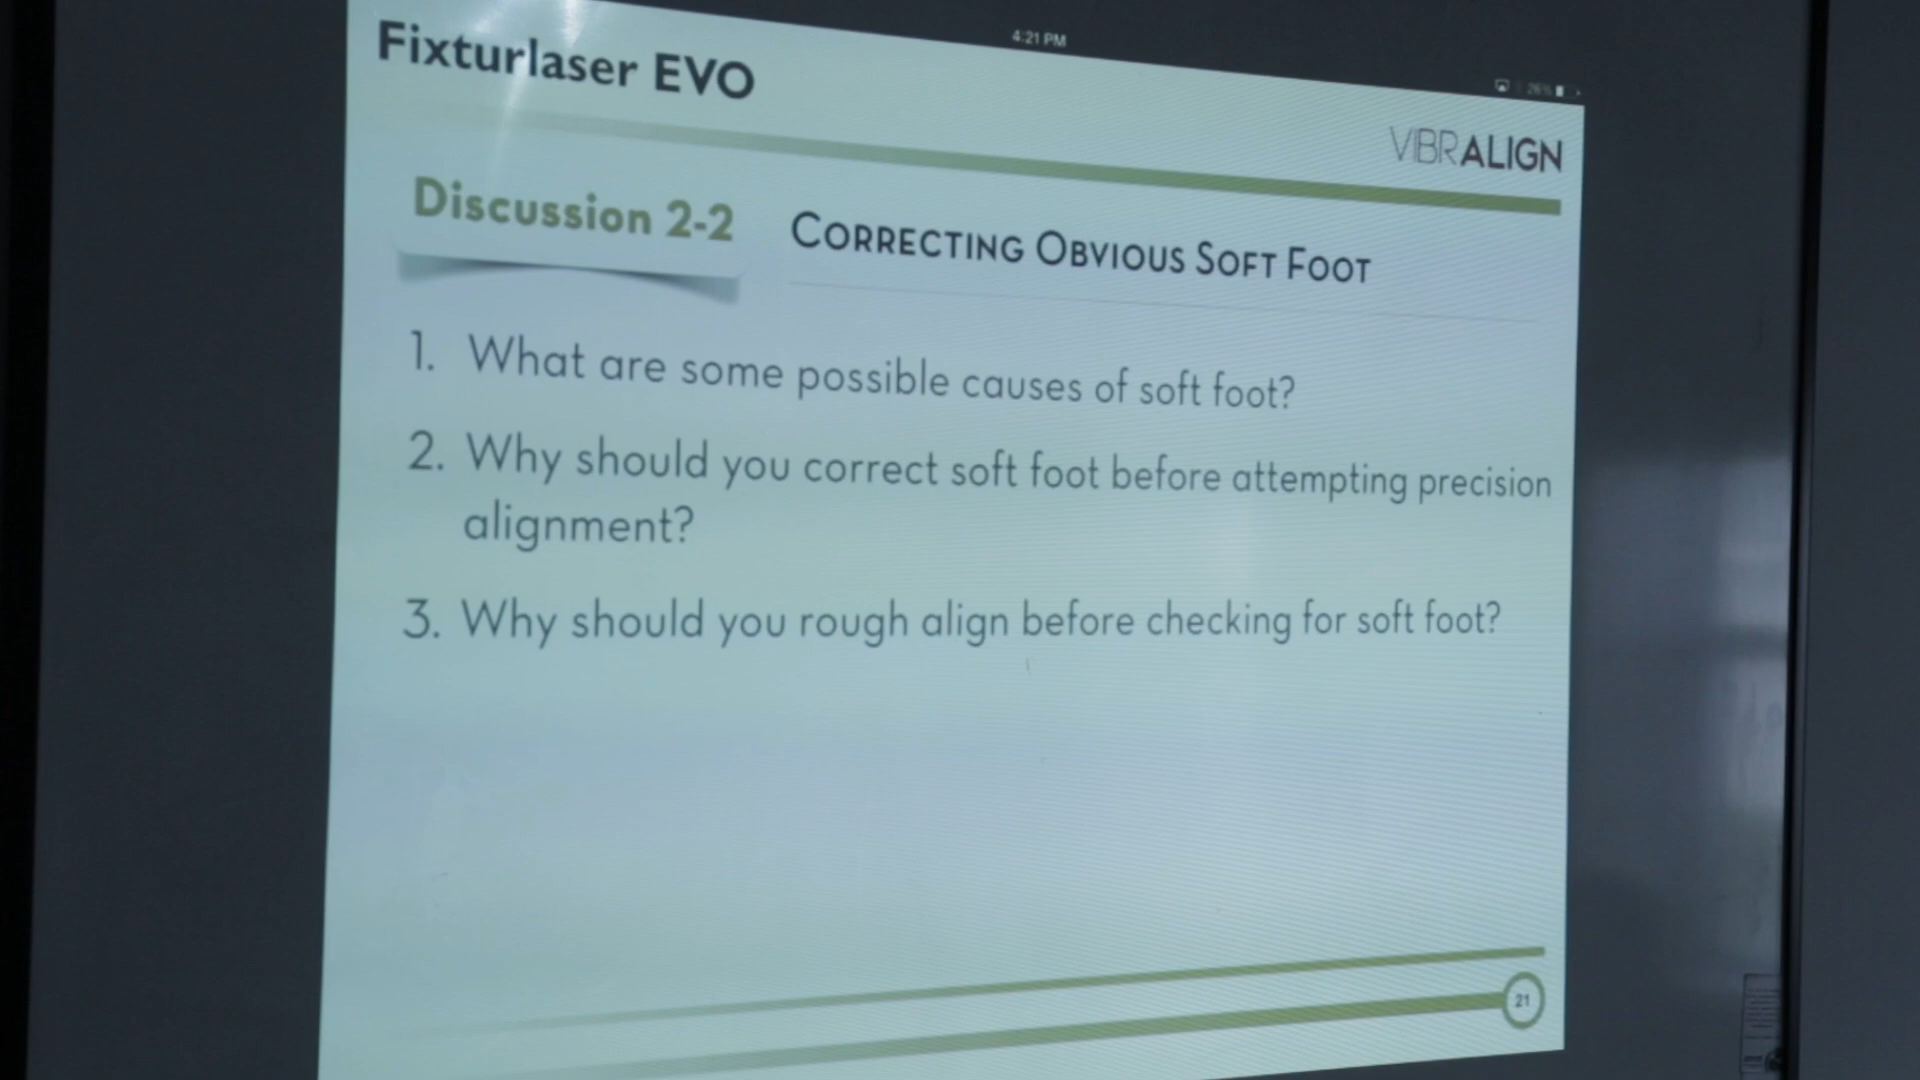 4:21 PM
Fixturlaser EVO
26%
VIBRALIGN
Discussion 2-2
CORRECTING OBVIOUS SOFT FOOT
1. What are some possible causes of soft foot?
2. Why should you correct soft foot before attempting precision
alignment?
3. Why should you rough align before checking for soft foot?
21